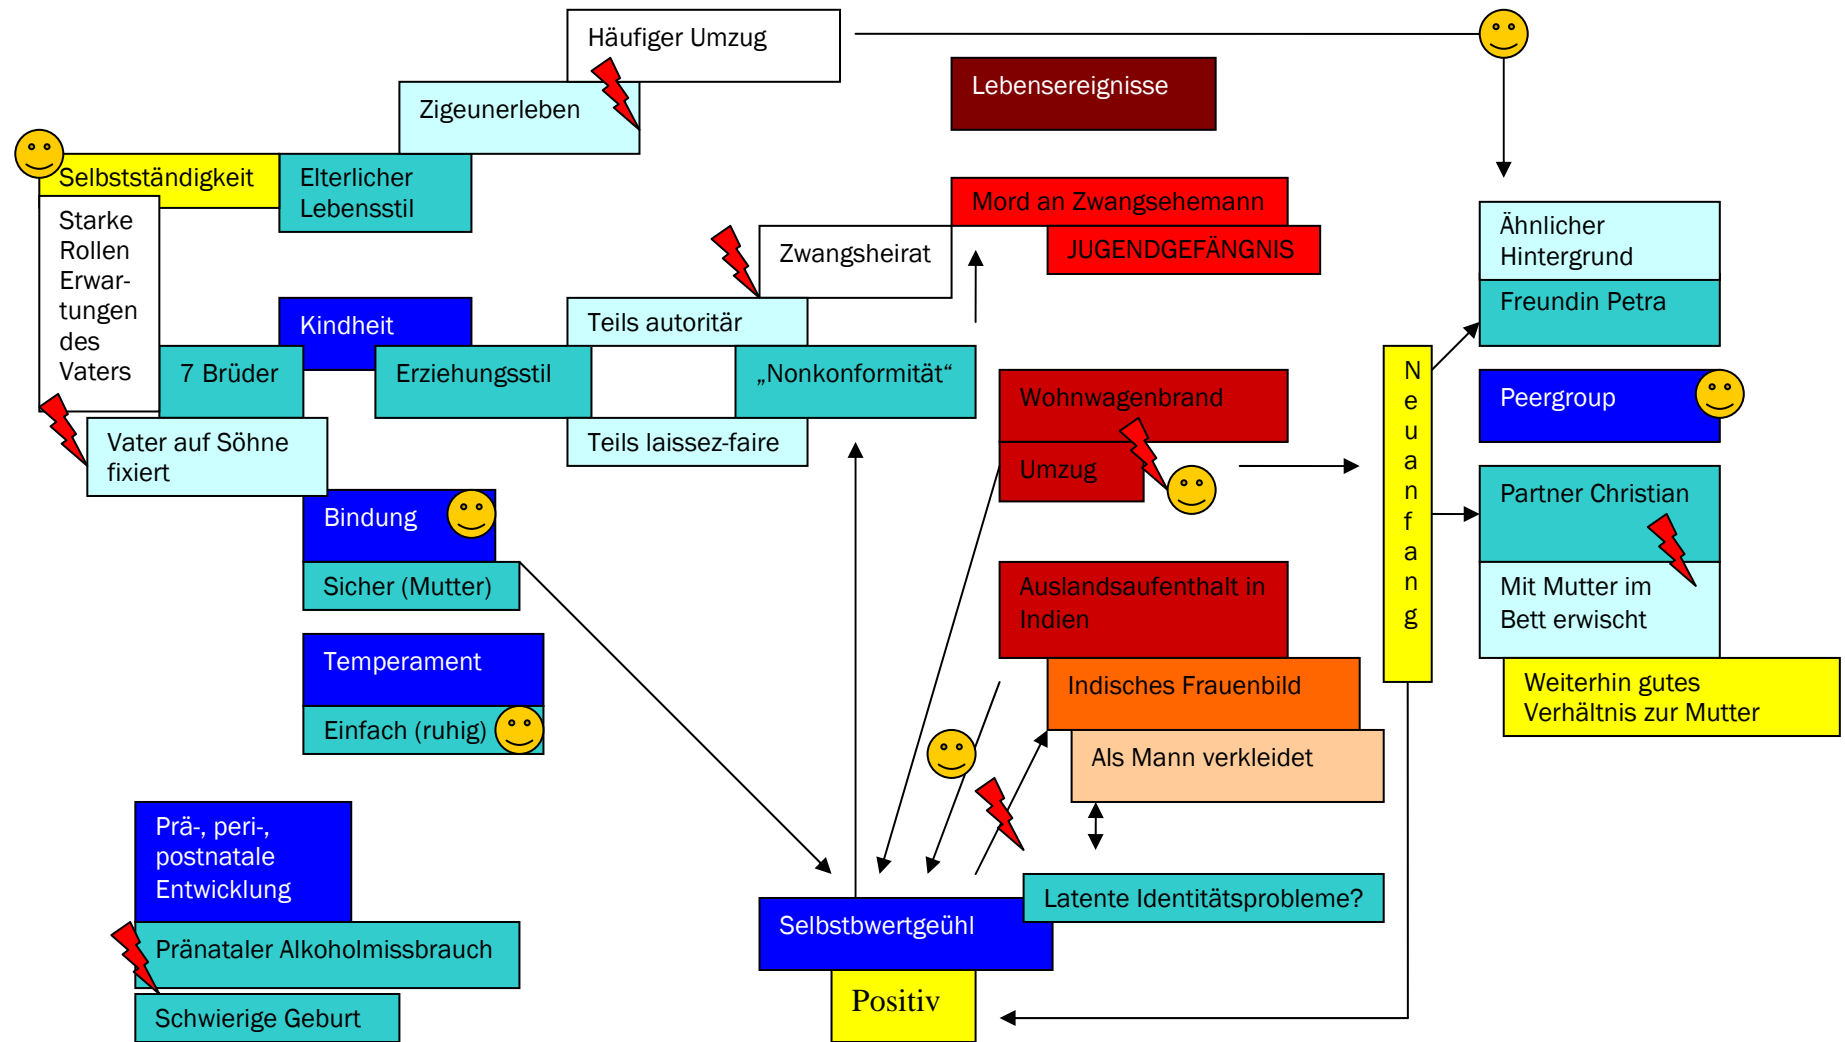 Häufiger Umzug
Lebensereignisse
Zigeunerleben
Selbstständigkeit
Elterlicher
Lebensstil
Starke
Rollen
Erwar-
tungen
des
Vaters
Mord an Zwangsehemann
JUGENDGEFÄNGNIS
Zwangsheirat
Ähnlicher
Hintergrund
Freundin Petra
Kindheit
Teils autoritär
7 Brüder
Erziehungsstil
„Nonkonformität“
Teils laissez-faire
Vater auf Söhne
fixiert
Wohnwagenbrand
Umzug
N
e
u
a
n
f
a
n
g
Peergroup
Partner Christian
Mit Mutter im
Bett erwischt
Weiterhin gutes
Verhältnis zur Mutter
Bindung
Sicher (Mutter)
Temperament
Einfach (ruhig)
Auslandsaufenthalt in
Indien
Indisches Frauenbild
Als Mann verkleidet
Latente Identitätsprobleme?
Prä-, peri-,
postnatale
Entwicklung
Pränataler Alkoholmissbrauch
Schwierige Geburt
Selbstbwertgeühl
Positiv